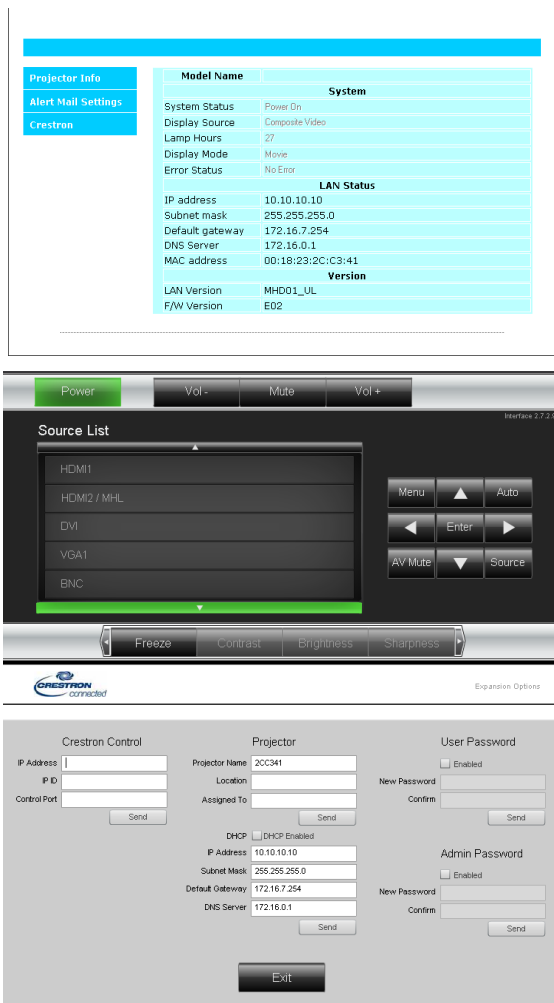 Model Name
Projector Info
System
Alert Mail Settings
System Status Power On
Crestron
Display Source Composite Video
Lamp Hours 27
Display Mode Movie
Error Status No Error
LAN Status
IP address 10.10.10.10
Subnet mask 255.255.255.0
Default gateway 172.16.7.254
DNS Server 172.16.0.1
MAC address 00:18:23:2C:C3:41
Version
LAN Version MHD01_UL
F/W Version E02
Power Vol - Mute Vol +
Interface 2.7.2.9
Source List
HDMI1
HDMI2 / MHL
DVI
VGA1
BNC
Menu Auto
Enter
AV Mute Source
Freeze Contrast Brightness Sharpness
CRESTRON connected
Expansion Options
Crestron Control Projector User Password
IP Address Projector Name 2CC341 Enabled
IP ID Location New Password
Control Port Assigned To Confirm
Send Send Send
DHCP DHCP Enabled
IP Address 10.10.10.10 Admin Password
Subnet Mask 255.255.255.0 Enabled
Default Gateway 172.16.7.254 New Password
DNS Server 172.16.0.1 Confirm
Send Send
Exit